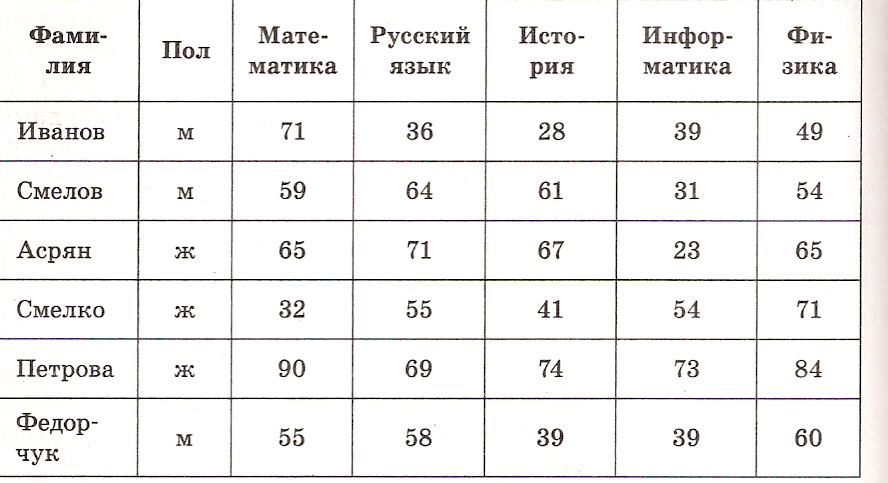 Фами-
лия Пол Мате-
матика Русский
язык Исто-
рия Инфор-
матика Фи-
зика
Иванов м 71 36 28 39 49
Смелов м 59 64 61 31 54
Асрян ж 65 71 67 23 65
Смелко ж 32 55 41 54 71
Петрова ж 90 69 74 73 84
Федор-
чук м 55 58 39 39 60